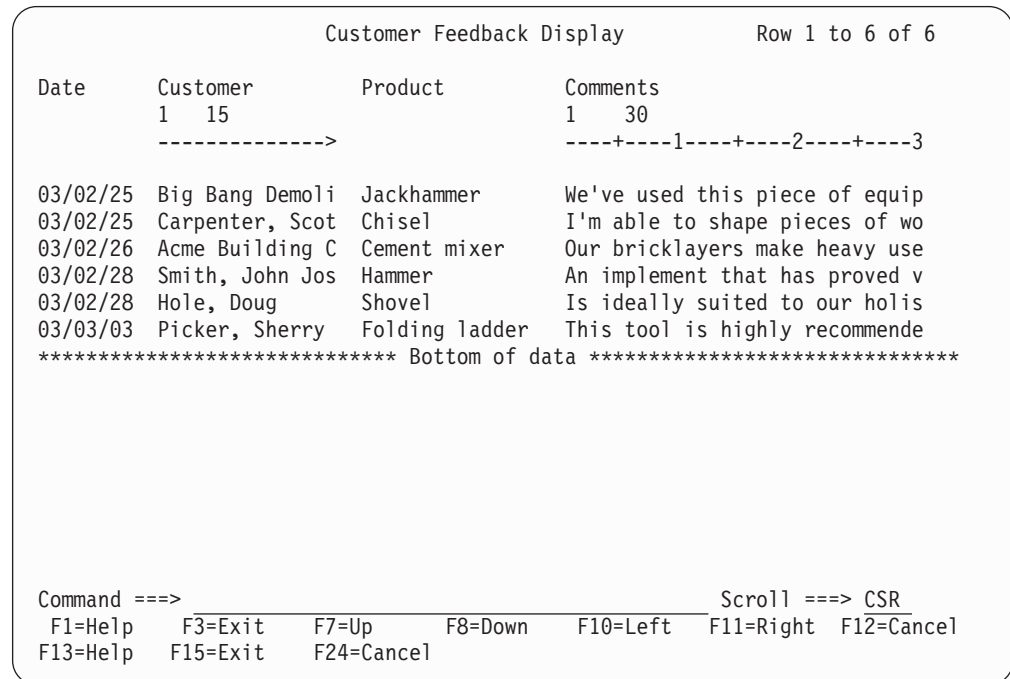 Customer Feedback Display Row 1 to 6 of 6
Date Customer Product Comments
1 15 1 30
--------------> ----+----1----+----2----+----3
03/02/25 Big Bang Demoli Jackhammer We've used this piece of equip
03/02/25 Carpenter, Scot Chisel I'm able to shape pieces of wo
03/02/26 Acme Building C Cement mixer Our bricklayers make heavy use
03/02/28 Smith, John Jos Hammer An implement that has proved v
03/02/28 Hole, Doug Shovel Is ideally suited to our holis
03/03/03 Picker, Sherry Folding ladder This tool is highly recommende
****************************** Bottom of data *******************************
Command ===> Scroll ===> CSR
F1=Help F3=Exit F7=Up F8=Down F10=Left F11=Right F12=Cancel
F13=Help F15=Exit F24=Cancel